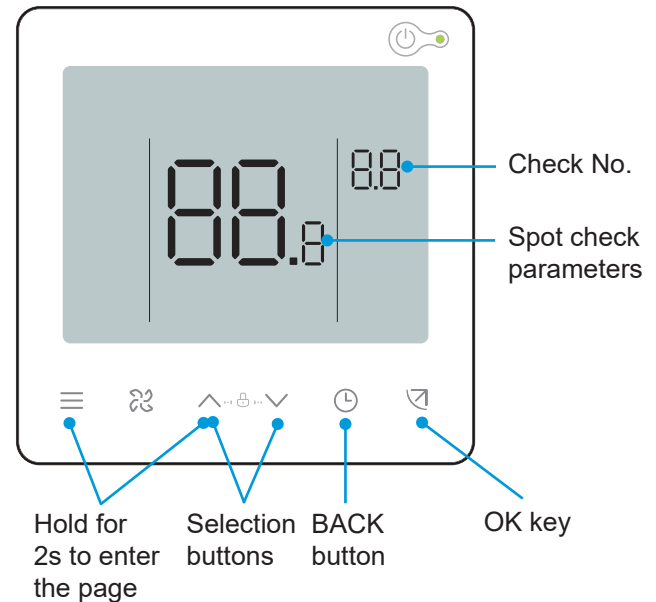 88.8
8.8
Check No.
Spot check
parameters
Hold for
2s to enter
the page
Selection
buttons
BACK
button
OK key